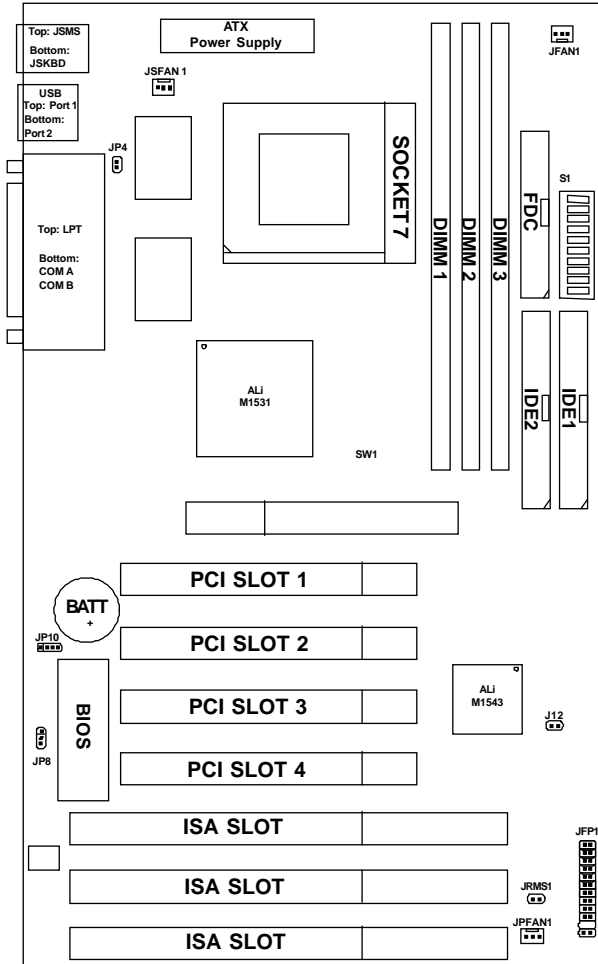 Top: JSMS
Bottom:
JSKBD
ATX
Power Supply
JFAN1
JSFAN 1
USB
Top: Port 1
Bottom:
Port 2
JP4
SOCKET 7
DIMM 1
DIMM 2
DIMM 3
FDC
S1
Top: LPT
Bottom:
COM A
COM B
ALi
M1531
SW1
IDE2
IDE1
PCI SLOT 1
BATT
+
JP10
PCI SLOT 2
BIOS
ALi
M1543
PCI SLOT 3
J12
JP8
PCI SLOT 4
ISA SLOT
JFP1
ISA SLOT
JRMS1
JPFAN1
ISA SLOT